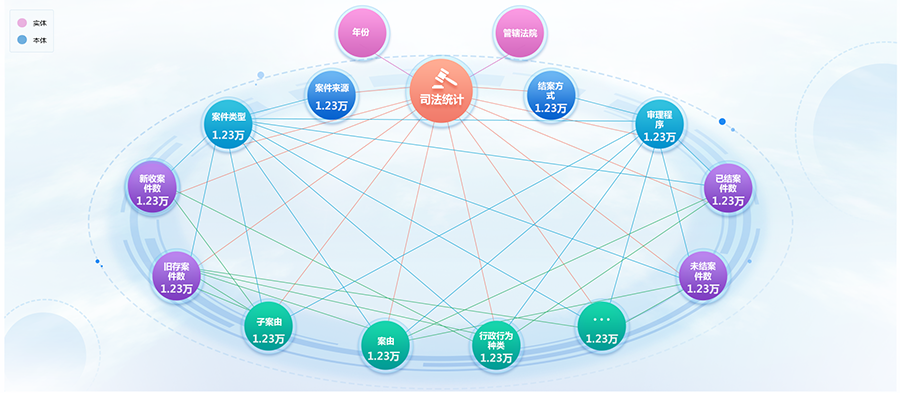 实体
本体
年份
管辖法院
司法统计
案件来源
1.23万
结案方
式
1.23万
案件类型
1.23万
审理程
序
1.23万
新收案
件数
1.23万
已结案
件数
1.23万
旧存案
件数
1.23万
未结案
件数
1.23万
子案由
1.23万
案由
1.23万
行政行为
种类
1.23万
...
1.23万